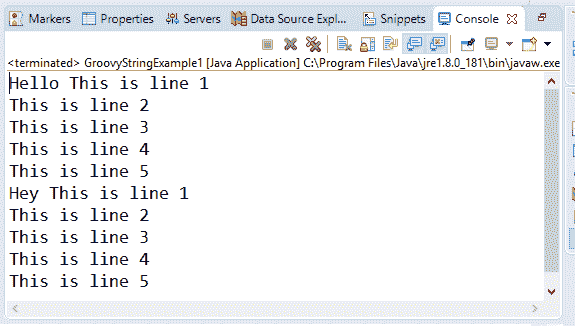 Markers Properties Servers Data Source Expl... Snippets Console
<terminated> GroovyStringExample1 [Java Application] C:\Program Files\Java\jre1.8.0_181\bin\javaw.exe
Hello This is line 1
This is line 2
This is line 3
This is line 4
This is line 5
Hey This is line 1
This is line 2
This is line 3
This is line 4
This is line 5